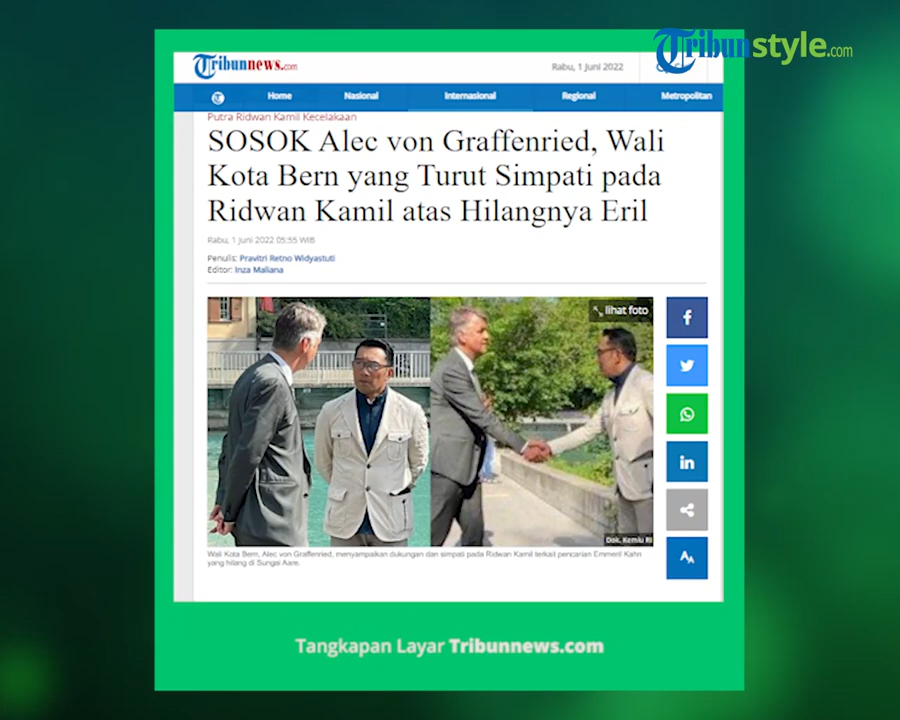 Tribunstyle.com
Tribunnews.com
Rabu, 1 Juni 2022
Home Nasional Internasional Regional Metropolitan
Putra Ridwan Kamil Kecelakaan
SOSOK Alec von Graffenried, Wali
Kota Bern yang Turut Simpati pada
Ridwan Kamil atas Hilangnya Eril
Rabu, 1 Juni 2022 05:55 WIB
Penulis: Pravitri Retno Widyastuti
Editor: Inza Maliana
lihat foto
Dok. Kemlu RI
Wali Kota Bern, Alec von Graffenried, menyampaikan dukungan dan simpati pada Ridwan Kamil terkait pencarian Emmeril Kahn
yang hilang di Sungai Aare.
Tangkapan Layar Tribunnews.com